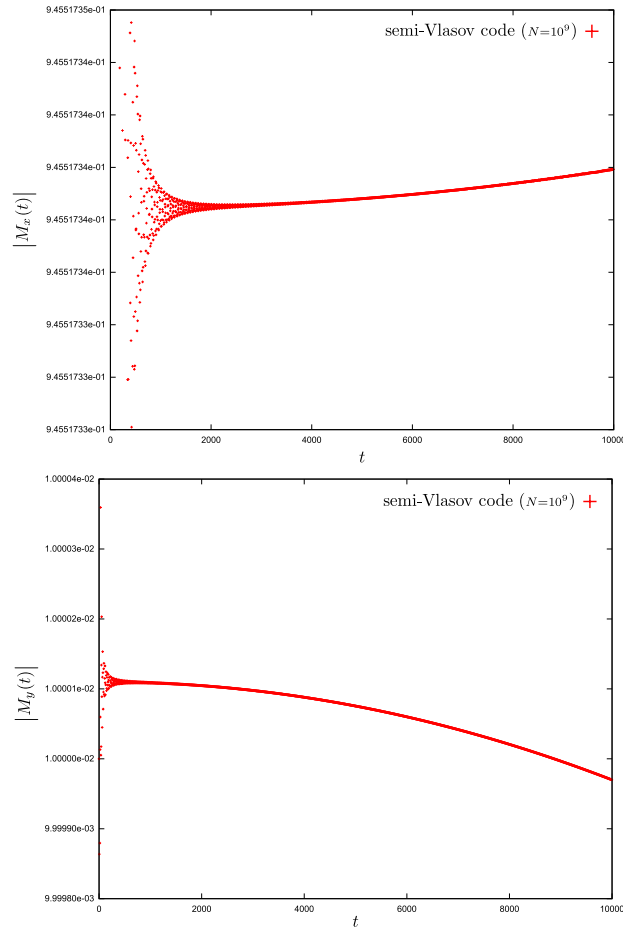 9.4551735e-01
semi-Vlasov code (N=10⁹)
9.4551734e-01
9.4551734e-01
9.4551734e-01
9.4551734e-01
|Mₓ(t)|
9.4551734e-01
9.4551733e-01
9.4551733e-01
9.4551733e-01
0 2000 4000 6000 8000 10000
t
1.00004e-02
semi-Vlasov code (N=10⁹)
1.00003e-02
1.00002e-02
1.00001e-02
|M_y(t)|
1.00000e-02
9.99990e-03
9.99980e-03
0 2000 4000 6000 8000 10000
t